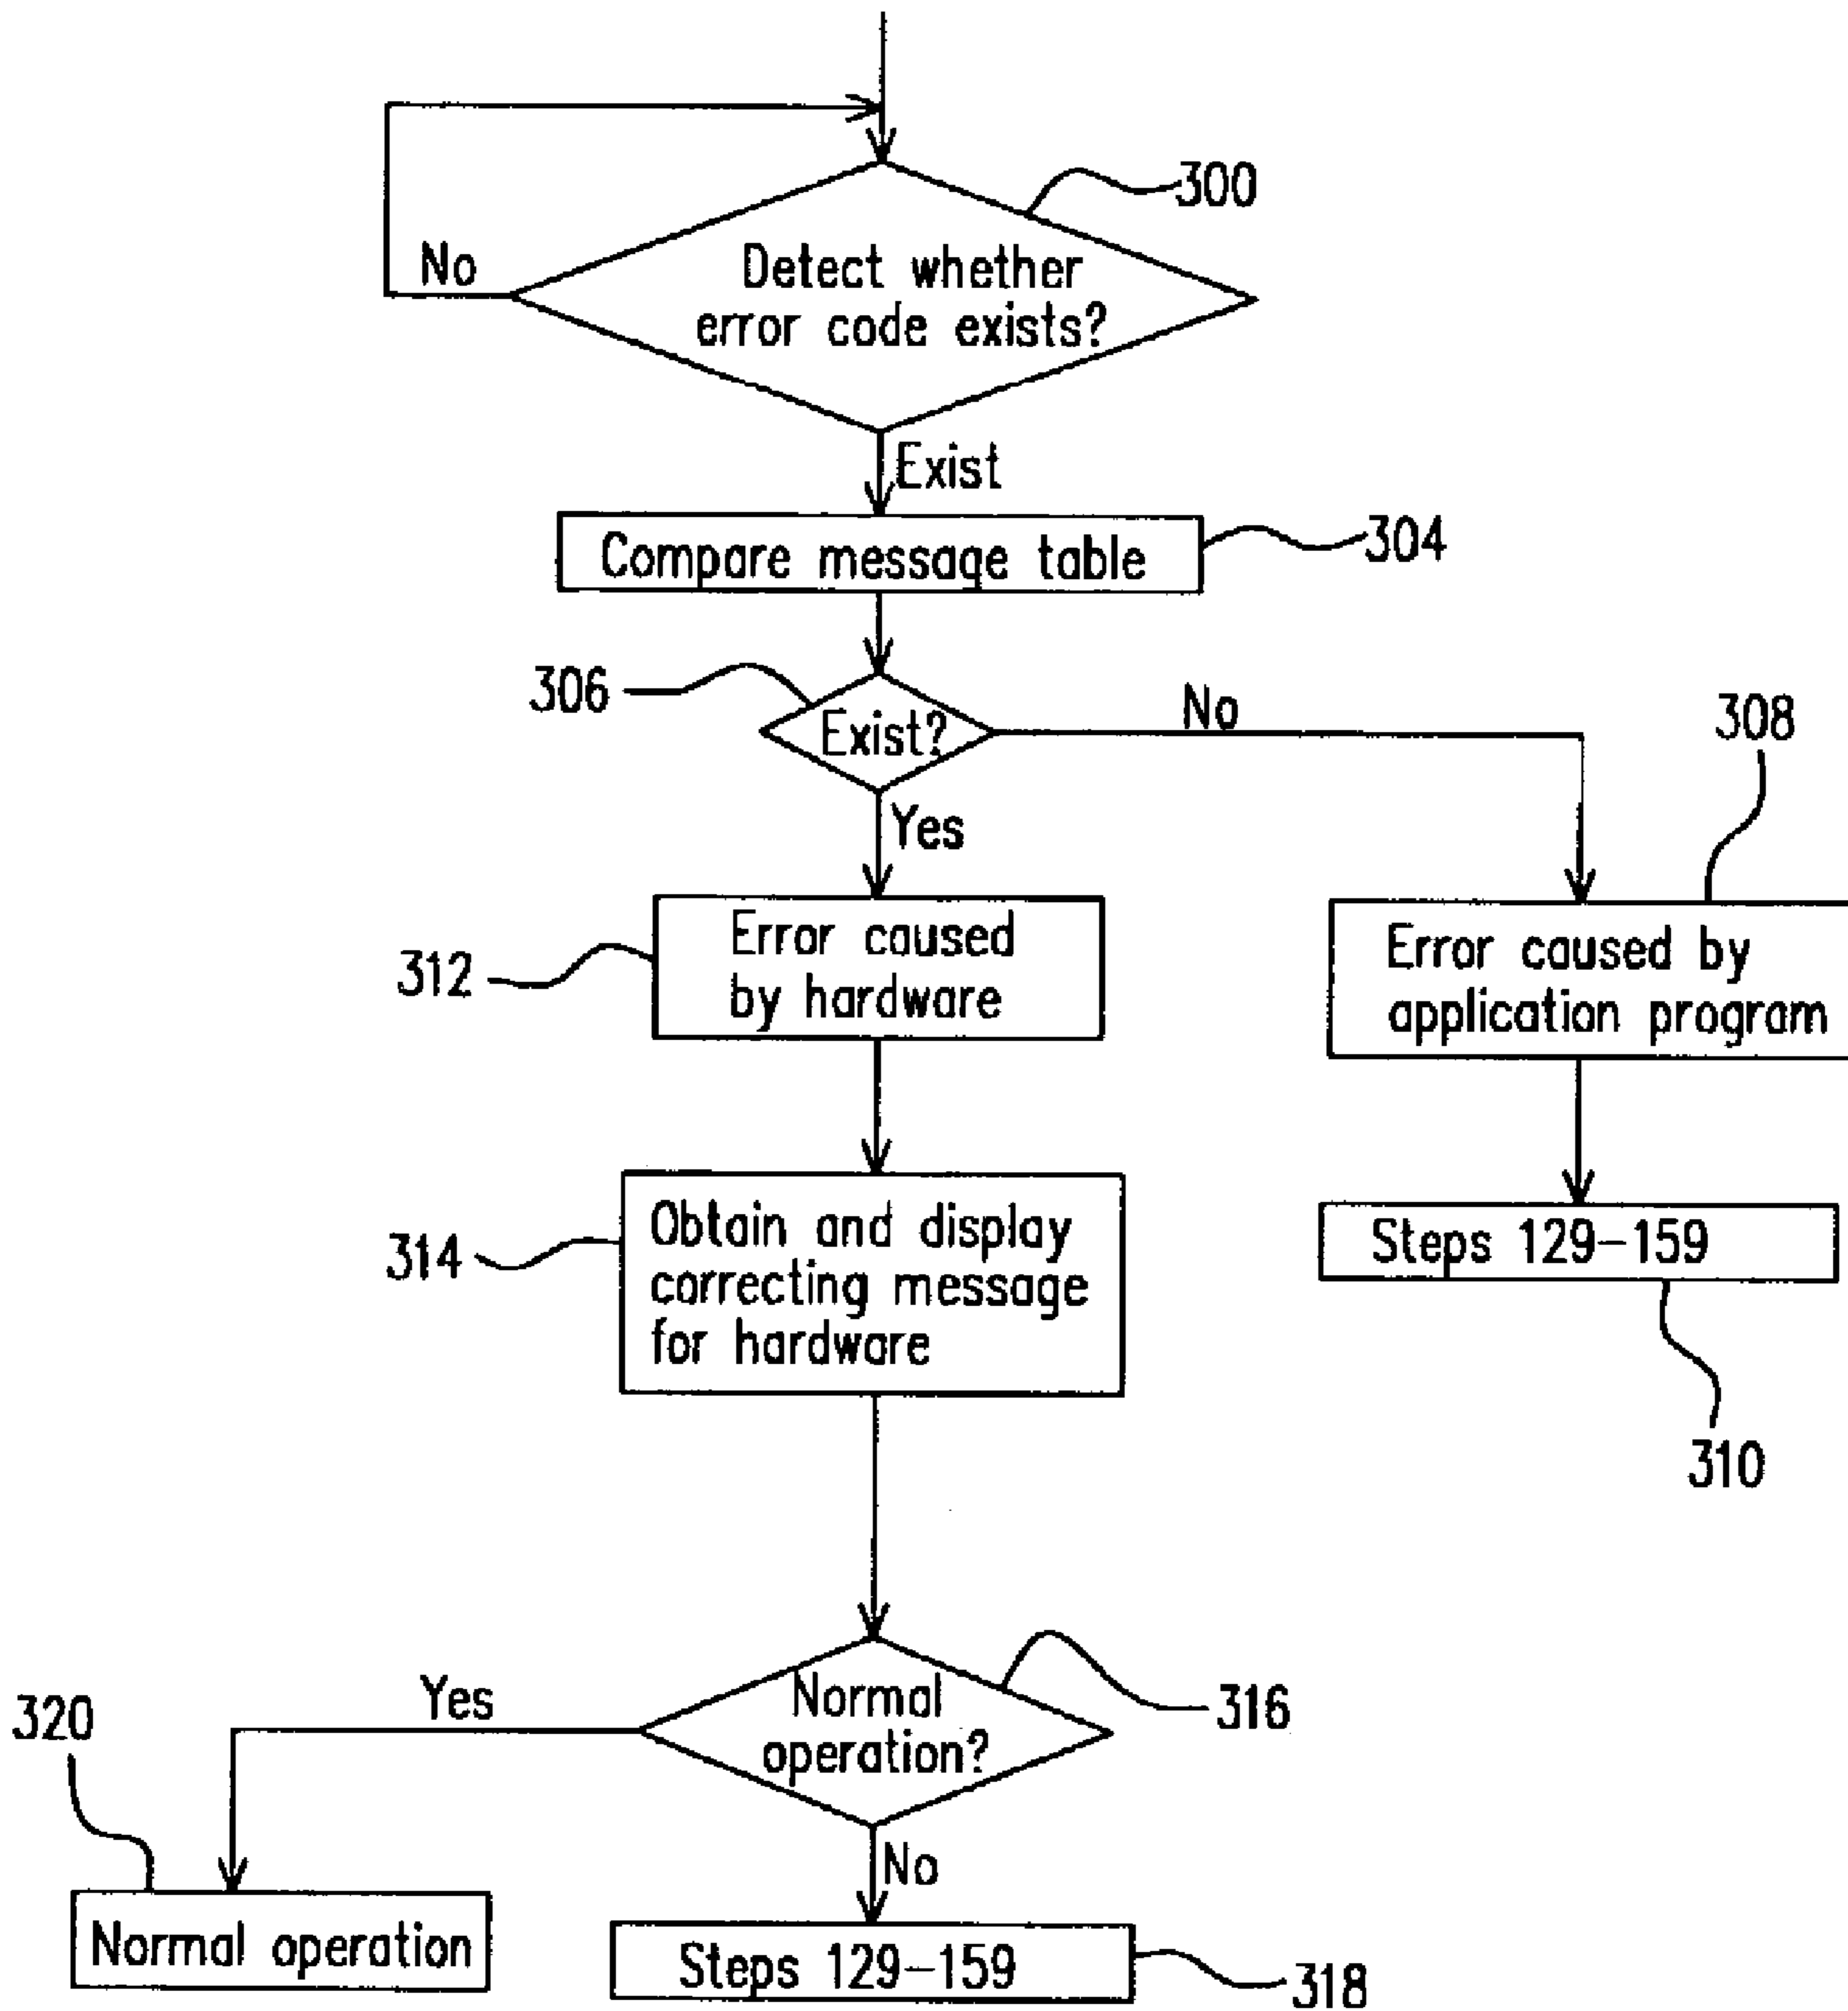 300
No
Detect whether
error code exists?
Exist
Compare message table
304
306
Exist?
No
308
Yes
312
Error caused
by hardware
Error caused by
application program
314
Obtain and display
correcting message
for hardware
Steps 129-159
310
320
Yes
Normal
operation?
316
No
Normal operation
Steps 129-159
318